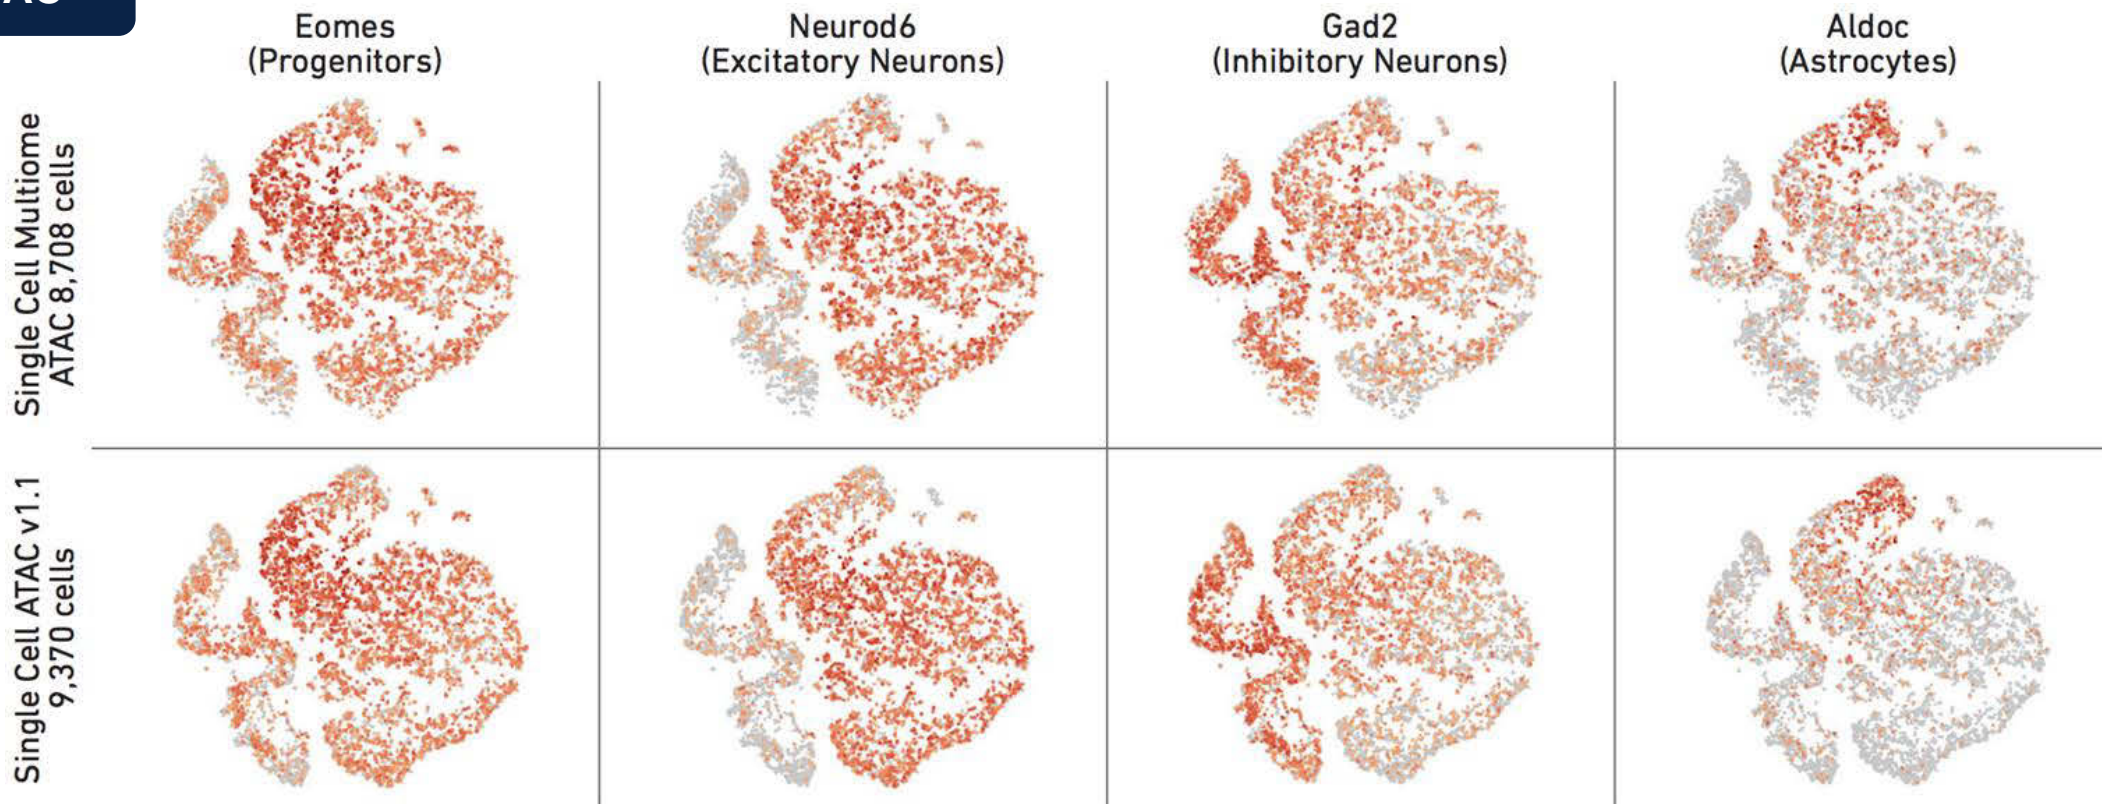 Eomes
(Progenitors)
Neurod6
(Excitatory Neurons)
Gad2
(Inhibitory Neurons)
Aldoc
(Astrocytes)
Single Cell Multiome
ATAC 8,708 cells
Single Cell ATAC v1.1
9,370 cells